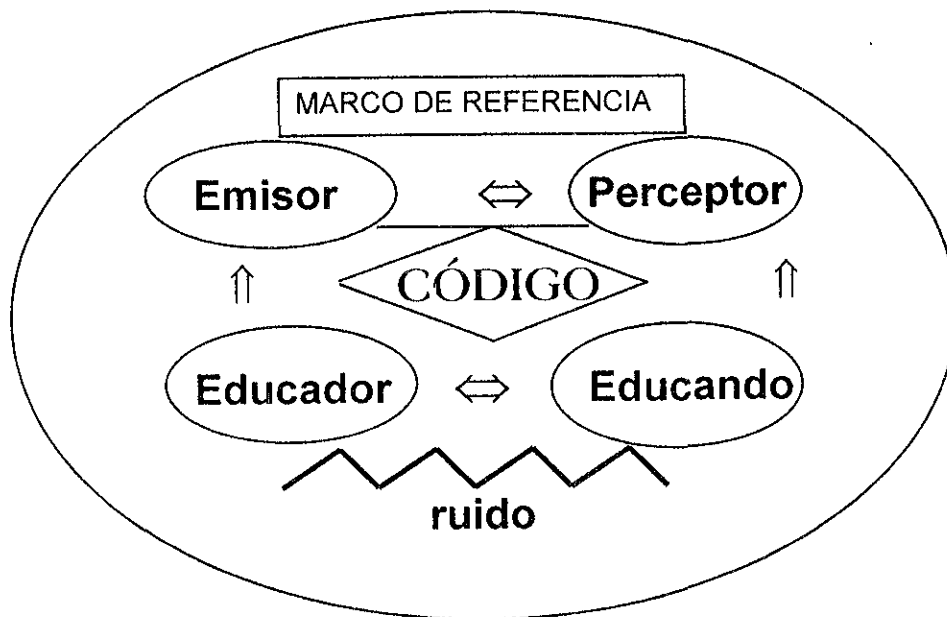 MARCO DE REFERENCIA
Emisor
Perceptor
CÓDIGO
Educador
Educando
ruido